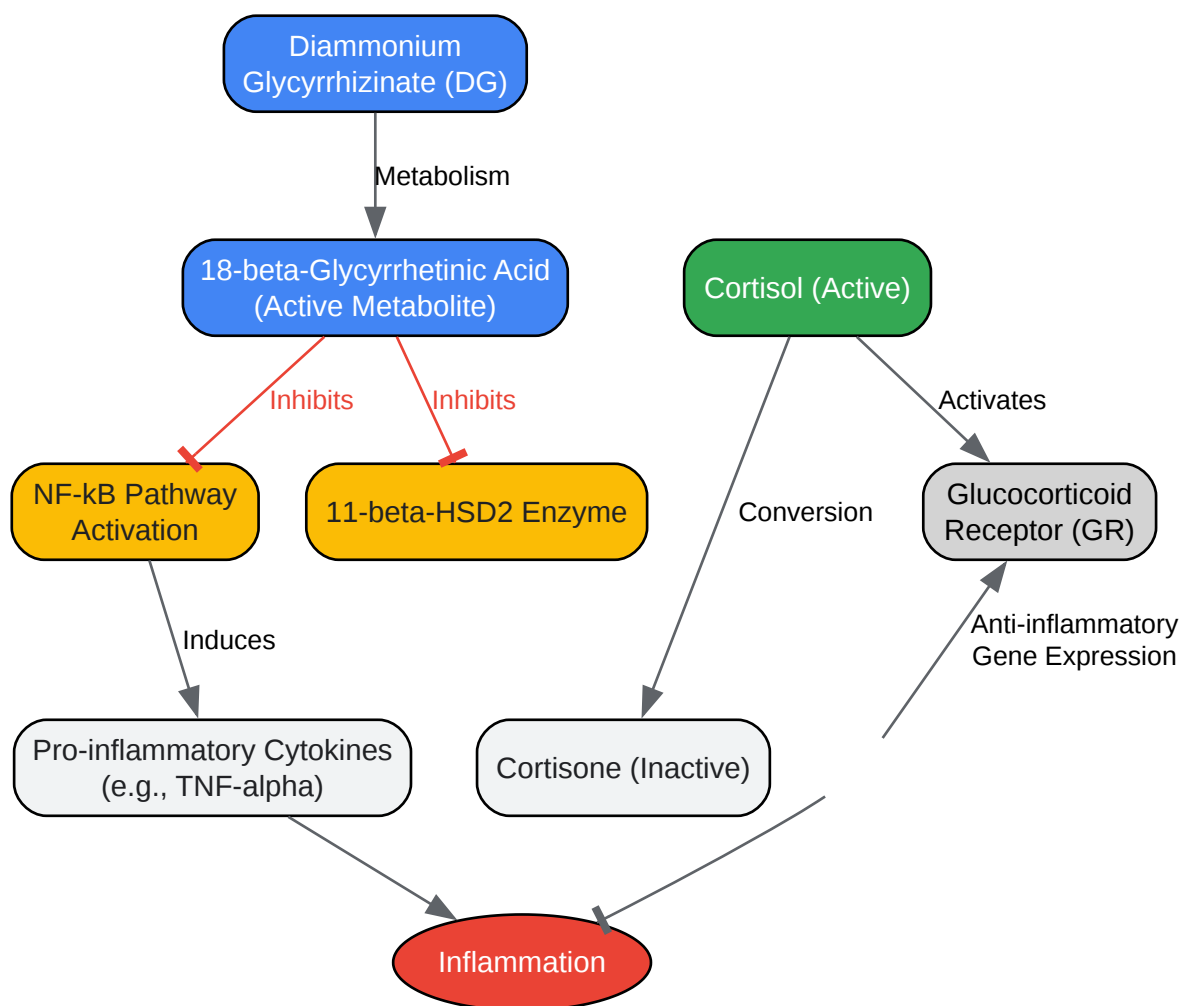 Diammonium
Glycyrrhizinate (DG)
Metabolism
18-beta-Glycyrrhetinic Acid
(Active Metabolite)
Cortisol (Active)
Inhibits
Inhibits
Activates
NF-kB Pathway
Activation
11-beta-HSD2 Enzyme
Conversion
Glucocorticoid
Receptor (GR)
Induces
Anti-inflammatory
Gene Expression
Pro-inflammatory Cytokines
(e.g., TNF-alpha)
Cortisone (Inactive)
Inflammation